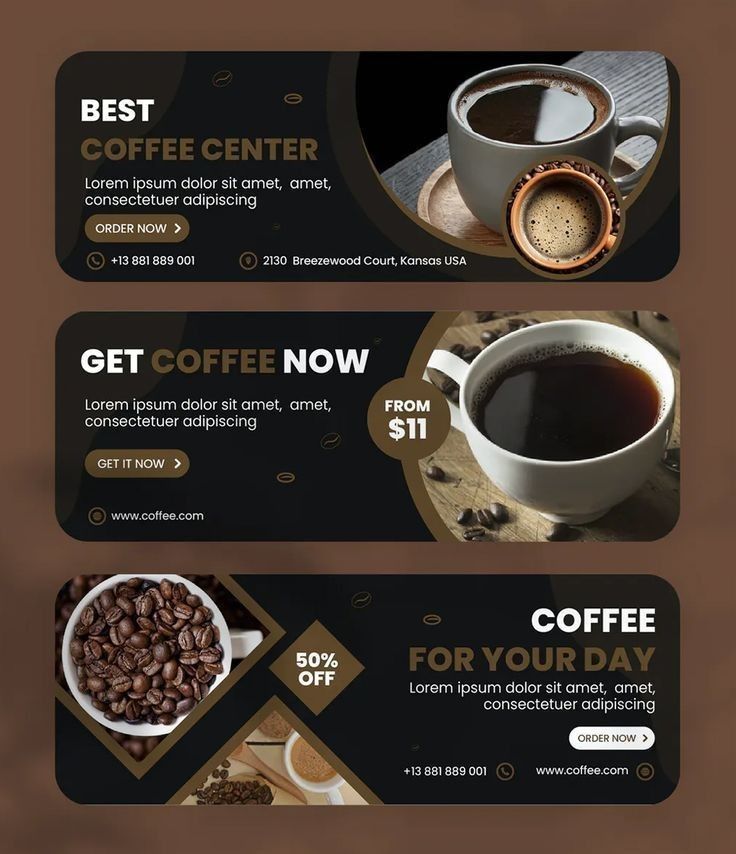 BEST
COFFEE CENTER
Lorem ipsum dolor sit amet, amet,
consectetuer adipiscing
ORDER NOW
+13 881 889 001
2130 Breezewood Court, Kansas USA
GET COFFEE NOW
Lorem ipsum dolor sit amet, amet,
consectetuer adipiscing
FROM
$11
GET IT NOW
www.coffee.com
50%
OFF
COFFEE
FOR YOUR DAY
Lorem ipsum dolor sit amet, amet,
consectetuer adipiscing
ORDER NOW
+13 881 889 001
www.coffee.com